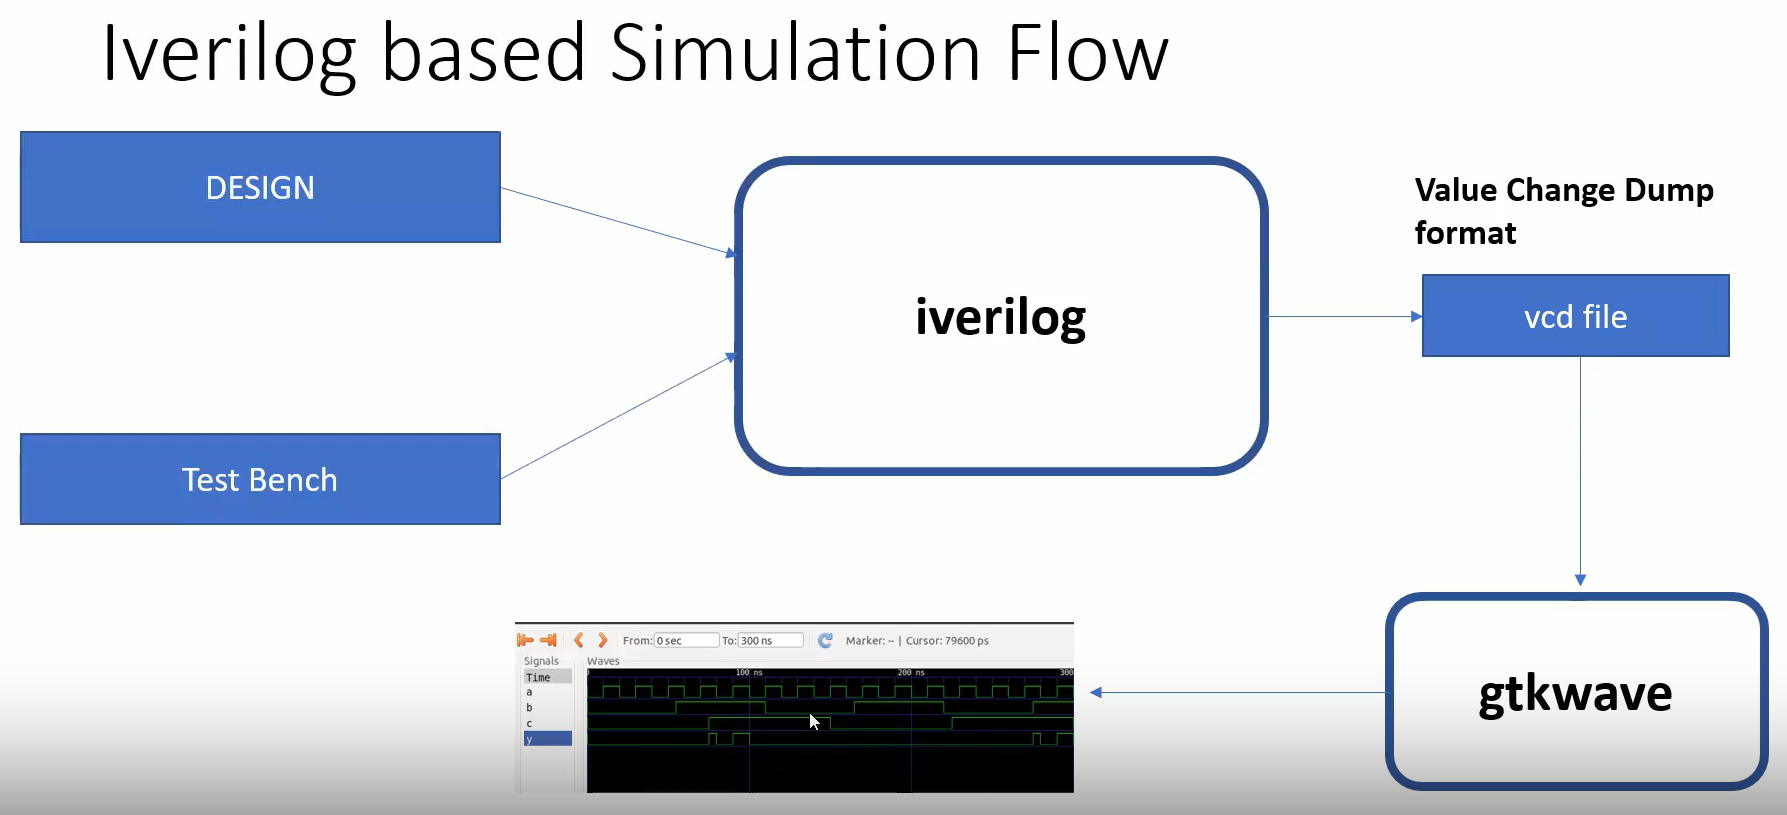 Iverilog based Simulation Flow
DESIGN
Test Bench
iverilog
Value Change Dump
format
vcd file
gtkwave
From: 0 sec To: 300 ns Marker: -- | Cursor: 79600 ps
Signals Waves
Time
100 ns 200 ns 300
a
b
c
y